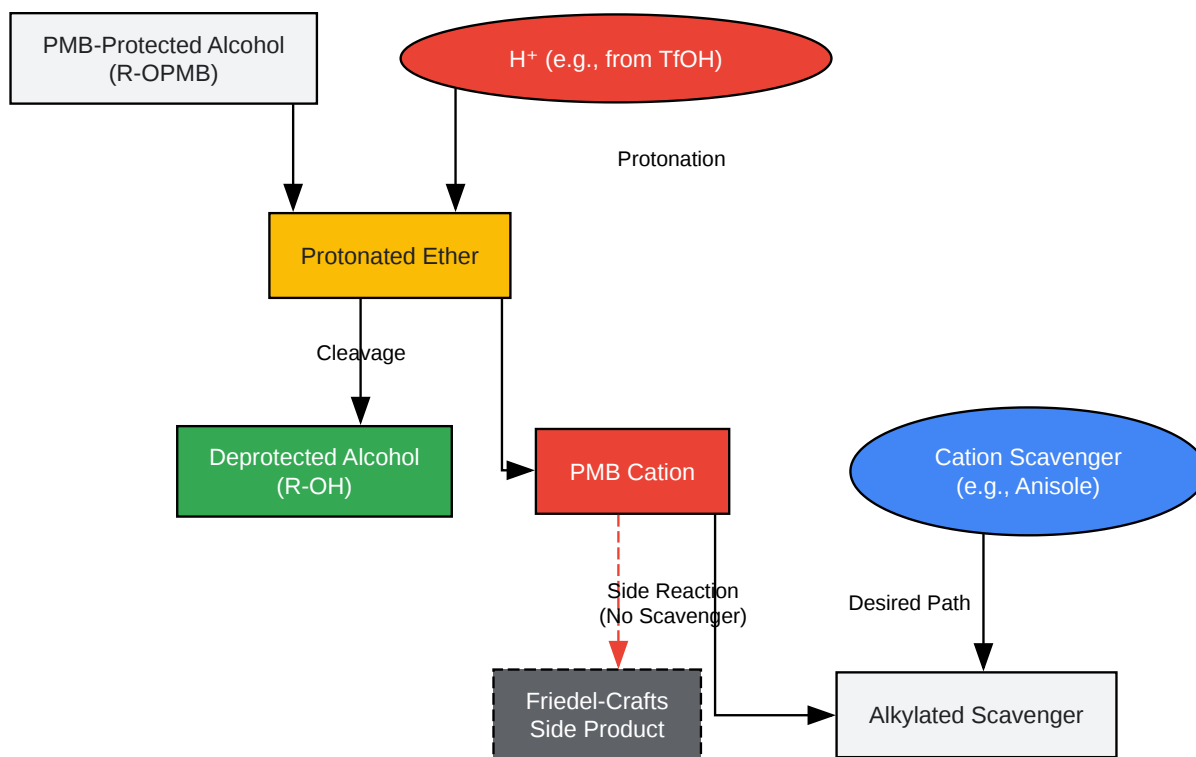 PMB-Protected Alcohol
(R-OPMB)
H⁺ (e.g., from TfOH)
Protonation
Protonated Ether
Cleavage
Deprotected Alcohol
(R-OH)
PMB Cation
Cation Scavenger
(e.g., Anisole)
Side Reaction
(No Scavenger)
Desired Path
Friedel-Crafts
Side Product
Alkylated Scavenger